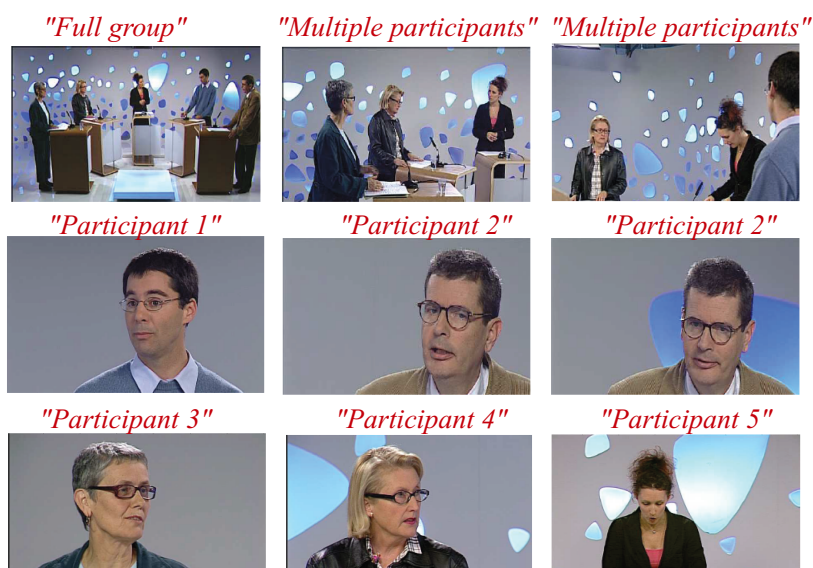 "Full group" "Multiple participants" "Multiple participants"
"Participant 1" "Participant 2" "Participant 2"
"Participant 3" "Participant 4" "Participant 5"